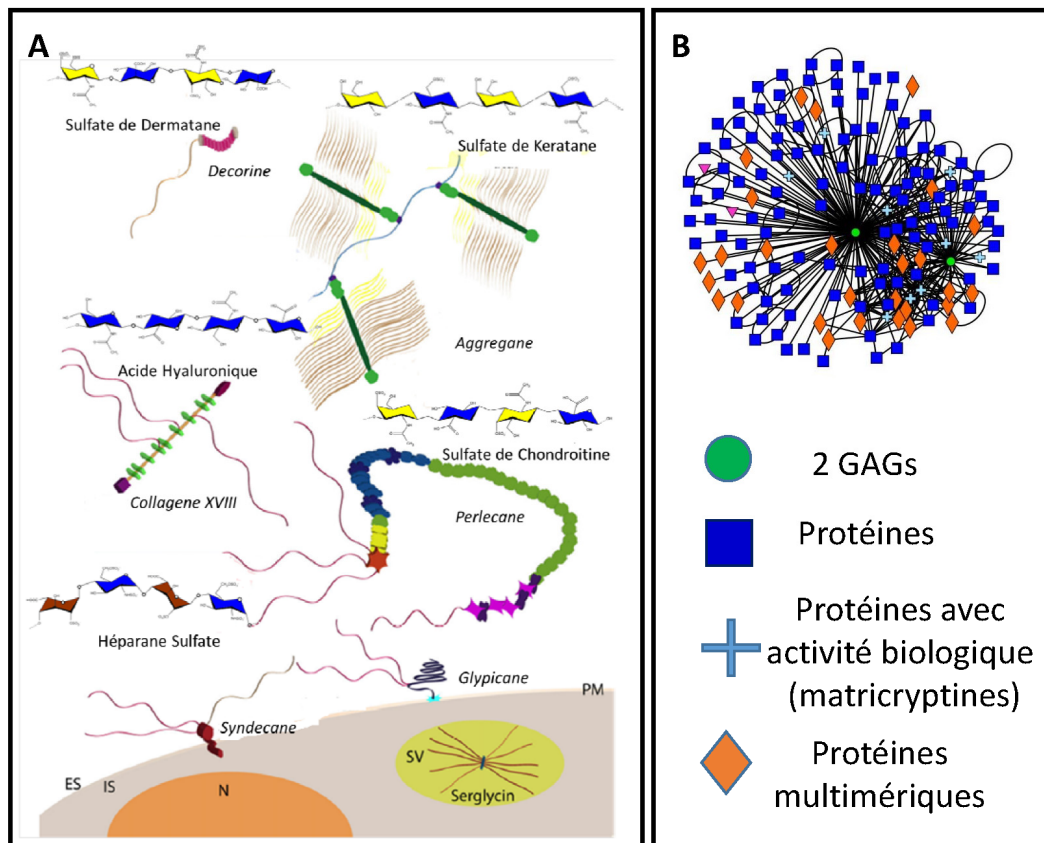 A
Sulfate de Dermatane
Decorine
Sulfate de Keratane
Aggregane
Acide Hyaluronique
Collagene XVIII
Sulfate de Chondroitine
Perlecane
Héparane Sulfate
Glypicane
Syndecane
PM
ES
IS
N
SV
Serglycin
B
2 GAGs
Protéines
Protéines avec
activité biologique
(matricryptines)
Protéines
multimériques